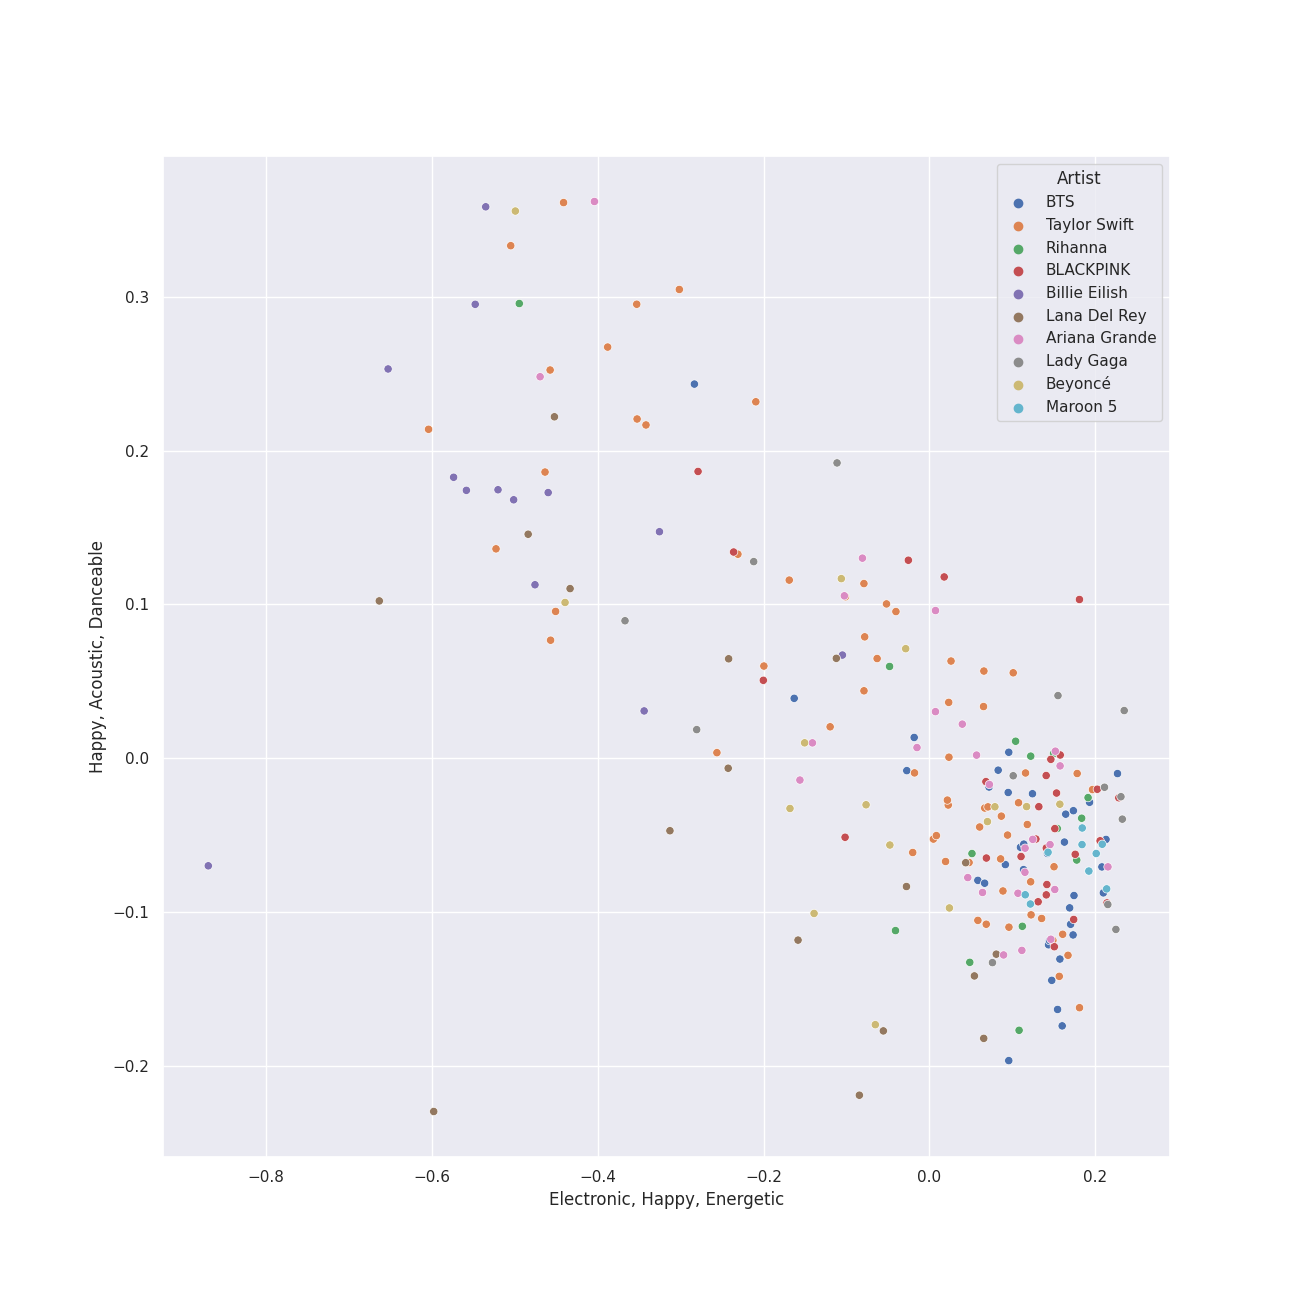 Artist
BTS
Taylor Swift
Rihanna
BLACKPINK
Billie Eilish
Lana Del Rey
Ariana Grande
Lady Gaga
Beyoncé
Maroon 5
Happy, Acoustic, Danceable
0.3
0.2
0.1
0.0
−0.1
−0.2
−0.8
−0.6
−0.4
−0.2
0.0
0.2
Electronic, Happy, Energetic